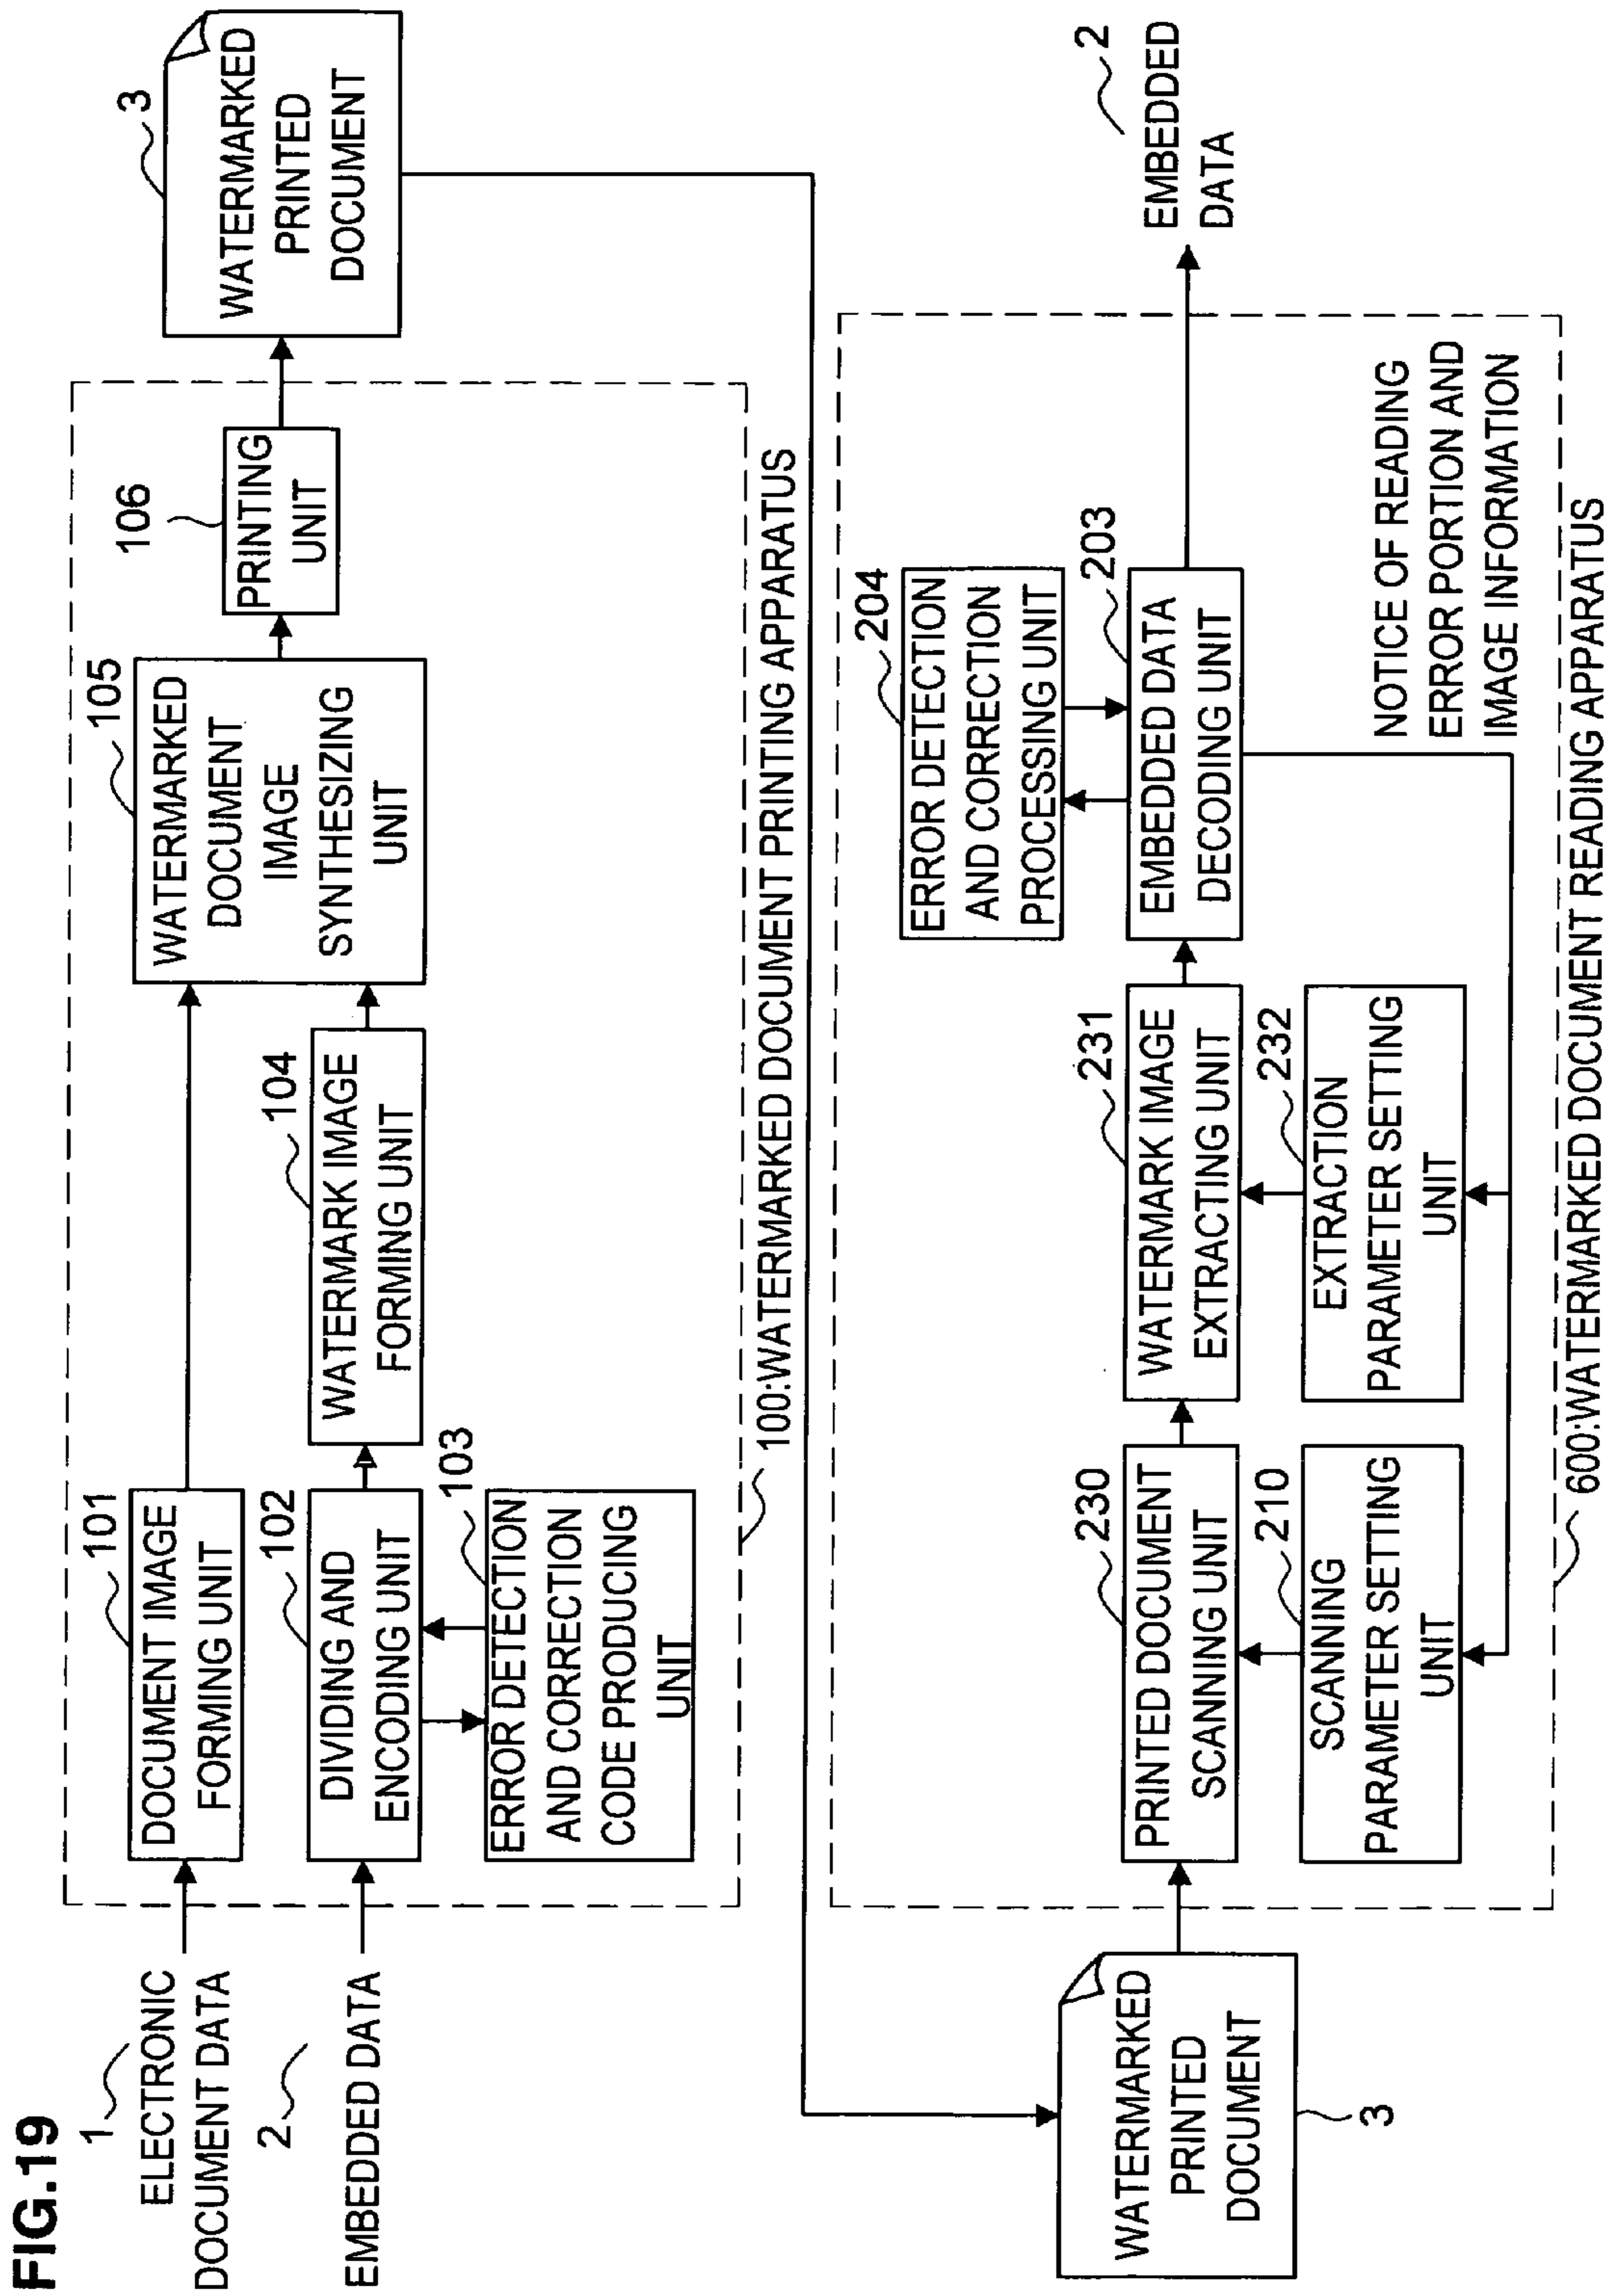 FIG.19
1
ELECTRONIC
DOCUMENT DATA
2
EMBEDDED DATA
101
DOCUMENT IMAGE
FORMING UNIT
102
DIVIDING AND
ENCODING UNIT
103
ERROR DETECTION
AND CORRECTION
CODE PRODUCING
UNIT
104
WATERMARK IMAGE
FORMING UNIT
105
WATERMARKED
DOCUMENT
IMAGE
SYNTHESIZING
UNIT
106
PRINTING
UNIT
3
WATERMARKED
PRINTED
DOCUMENT
100:WATERMARKED DOCUMENT PRINTING APPARATUS
WATERMARKED
PRINTED
DOCUMENT
3
230
PRINTED DOCUMENT
SCANNING UNIT
210
SCANNING
PARAMETER SETTING
UNIT
231
WATERMARK IMAGE
EXTRACTING UNIT
232
EXTRACTION
PARAMETER SETTING
UNIT
204
ERROR DETECTION
AND CORRECTION
PROCESSING UNIT
203
EMBEDDED DATA
DECODING UNIT
NOTICE OF READING
ERROR PORTION AND
IMAGE INFORMATION
2
EMBEDDED
DATA
600:WATERMARKED DOCUMENT READING APPARATUS